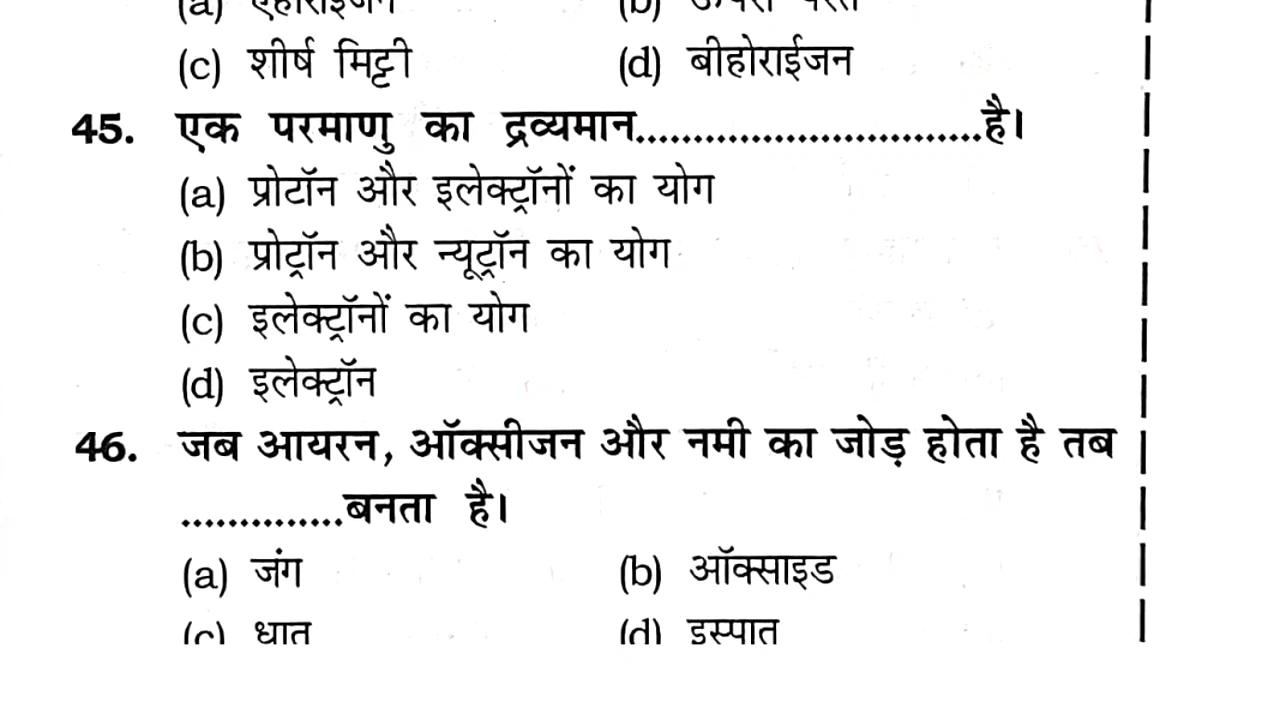 (c) शीर्ष मिट्टी (d) बीहोराईजन
45. एक परमाणु का द्रव्यमान..............................है।
(a) प्रोटॉन और इलेक्ट्रॉनों का योग
(b) प्रोट्रॉन और न्यूट्रॉन का योग
(c) इलेक्ट्रॉनों का योग
(d) इलेक्ट्रॉन
46. जब आयरन, ऑक्सीजन और नमी का जोड़ होता है तब
..............बनता है।
(a) जंग (b) ऑक्साइड
(c) धातु (d) इस्पात